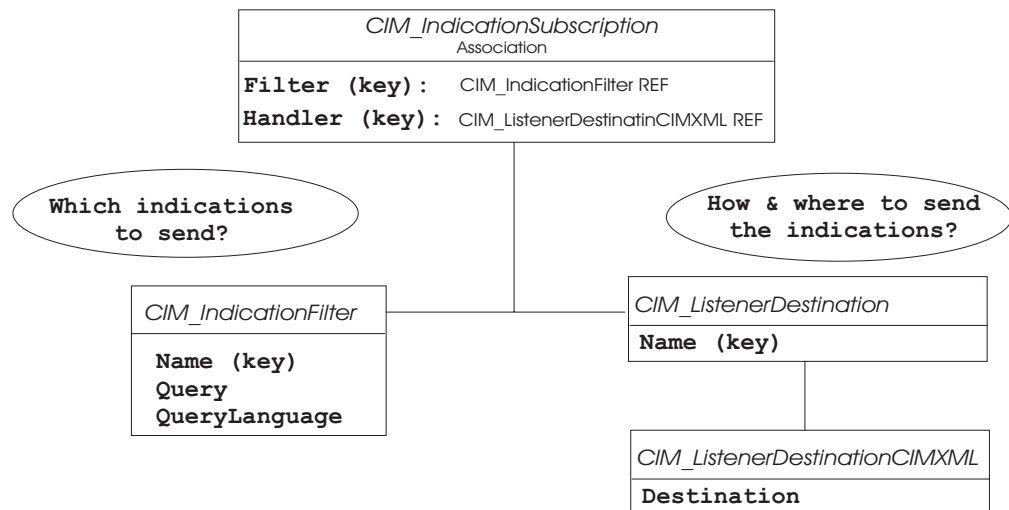 CIM_IndicationSubscription
Association
Filter (key): CIM_IndicationFilter REF
Handler (key): CIM_ListenerDestinatinCIMXML REF
Which indications
to send?
How & where to send
the indications?
CIM_IndicationFilter
Name (key)
Query
QueryLanguage
CIM_ListenerDestination
Name (key)
CIM_ListenerDestinationCIMXML
Destination